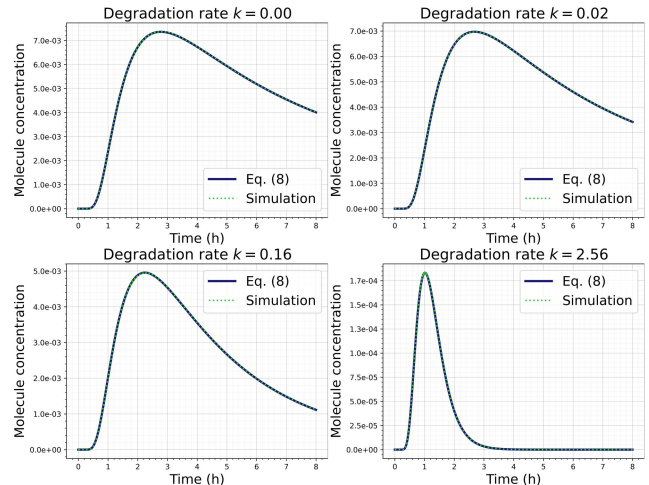 Degradation rate k = 0.00
Molecule concentration
7.0e-03
6.0e-03
5.0e-03
4.0e-03
3.0e-03
2.0e-03
1.0e-03
0.0e+00
Eq. (8)
Simulation
0 1 2 3 4 5 6 7 8
Time (h)
Degradation rate k = 0.02
Molecule concentration
7.0e-03
6.0e-03
5.0e-03
4.0e-03
3.0e-03
2.0e-03
1.0e-03
0.0e+00
Eq. (8)
Simulation
0 1 2 3 4 5 6 7 8
Time (h)
Degradation rate k = 0.16
Molecule concentration
5.0e-03
4.0e-03
3.0e-03
2.0e-03
1.0e-03
0.0e+00
Eq. (8)
Simulation
0 1 2 3 4 5 6 7 8
Time (h)
Degradation rate k = 2.56
Molecule concentration
1.7e-04
1.5e-04
1.2e-04
1.0e-04
7.5e-05
5.0e-05
2.5e-05
0.0e+00
Eq. (8)
Simulation
0 1 2 3 4 5 6 7 8
Time (h)